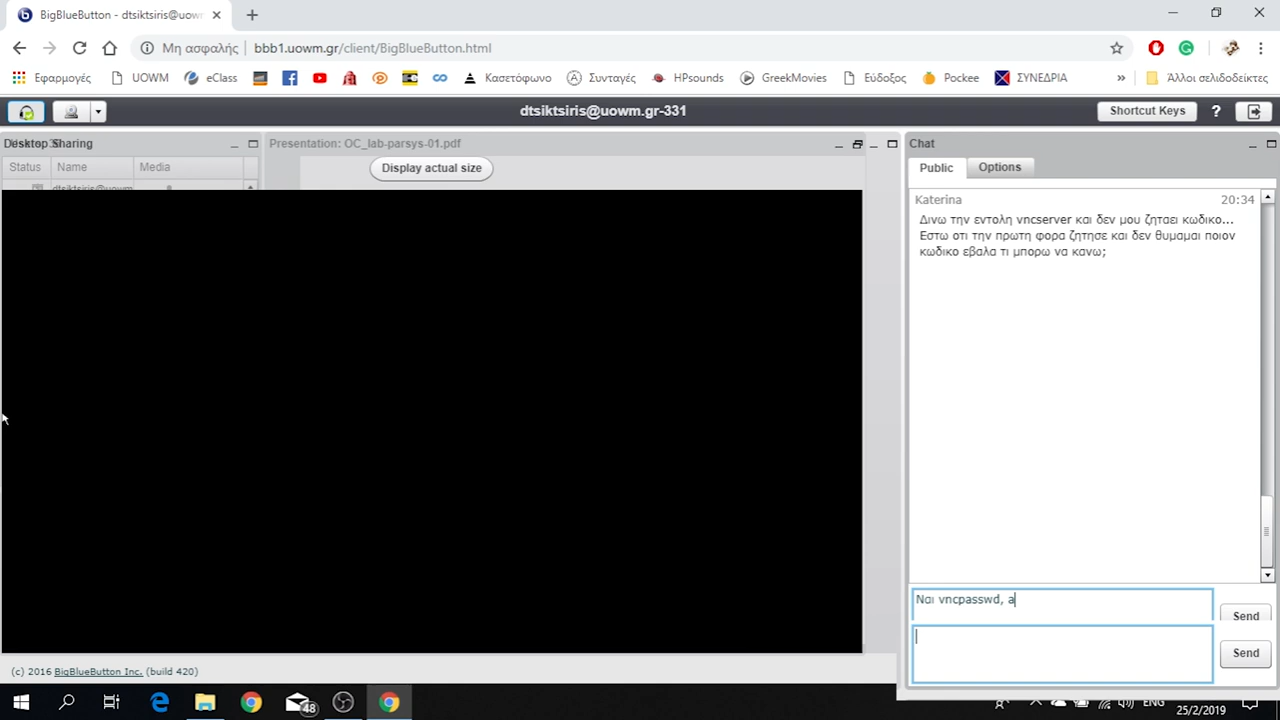 BigBlueButton - dtsiktsiris@uown
Μη ασφαλής
bbb1.uowm.gr/client/BigBlueButton.html
Εφαρμογές
UOWM
eClass
Κασετόφωνο
Συνταγές
HPsounds
GreekMovies
Εύδοξος
Pockee
ΣΥΝΕΔΡΙΑ
»
Άλλοι σελιδοδείκτες
dtsiktsiris@uowm.gr-331
Shortcut Keys
?
Desktop Sharing
Presentation: OC_lab-parsys-01.pdf
Chat
Status
Name
Media
Display actual size
Public
Options
dtsiktsiris@uowm
Katerina
20:34
Δινω την εντολη vncserver και δεν μου ζηταει κωδικο...
Εστω οτι την πρωτη φορα ζητησε και δεν θυμαμαι ποιον
κωδικο εβαλα τι μπορω να κανω;
Ναι vncpasswd, a
Send
Send
(c) 2016 BigBlueButton Inc. (build 420)
48
ENG
25/2/2019